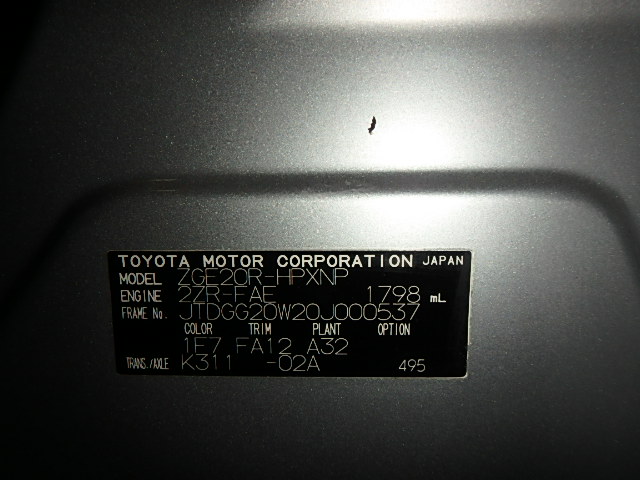 TOYOTA MOTOR CORPORATION JAPAN
MODEL ZGE20R-HPXNP
ENGINE 2ZR-FAE 1798 mL
FRAME No. JTDGG20W20J000537
COLOR TRIM PLANT OPTION
1E7 FA12 A32
TRANS./AXLE K311 -02A 495